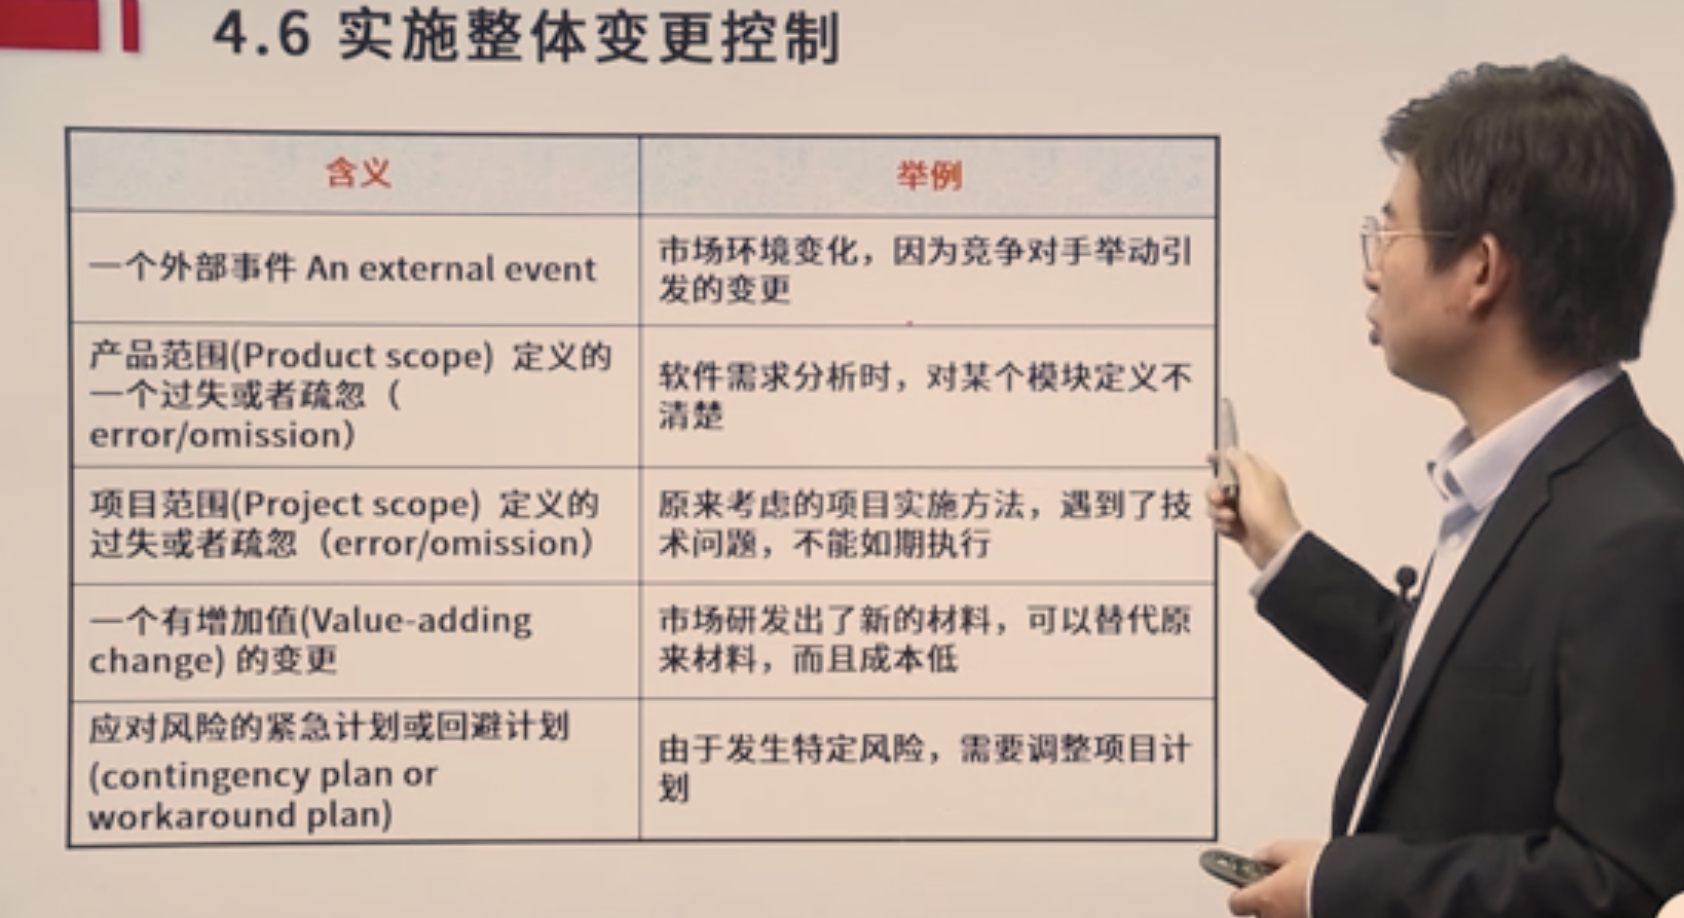 4.6 实施整体变更控制
含义
举例
一个外部事件 An external event
市场环境变化，因为竞争对手举动引
发的变更
产品范围(Product scope) 定义的
一个过失或者疏忽（
error/omission）
软件需求分析时，对某个模块定义不
清楚
项目范围(Project scope) 定义的
过失或者疏忽（error/omission）
原来考虑的项目实施方法，遇到了技
术问题，不能如期执行
一个有增加值(Value-adding
change) 的变更
市场研发出了新的材料，可以替代原
来材料，而且成本低
应对风险的紧急计划或回避计划
(contingency plan or
workaround plan)
由于发生特定风险，需要调整项目计
划